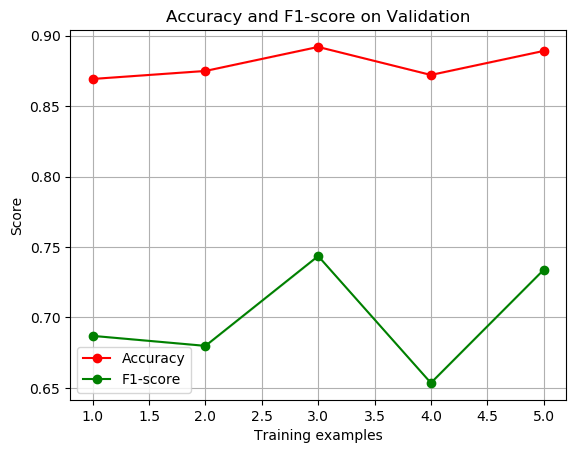 Accuracy and F1-score on Validation
0.90
0.85
0.80
0.75
0.70
0.65
Score
Accuracy
F1-score
1.0 1.5 2.0 2.5 3.0 3.5 4.0 4.5 5.0
Training examples